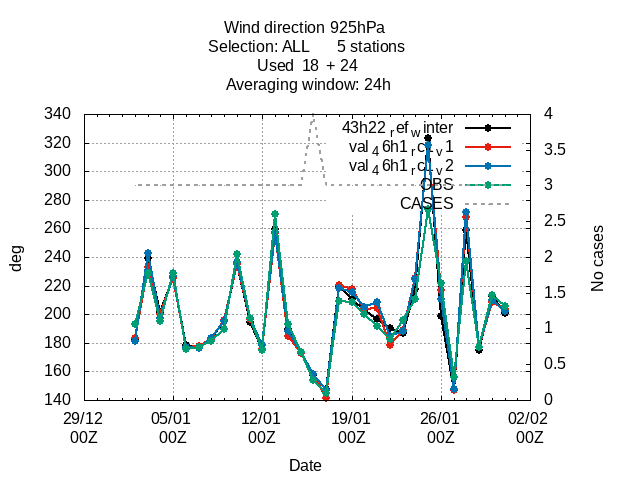 Wind direction 925hPa
Selection: ALL 5 stations
Used 18 + 24
Averaging window: 24h
340
320
300
280
260
240
220
200
180
160
140
deg
4
3.5
3
2.5
2
1.5
1
0.5
0
No cases
43h22refwinter
val46h1rcrv1
val46h1rcrv2
OBS
CASES
29/12 05/01 12/01 19/01 26/01 02/02
00Z 00Z 00Z 00Z 00Z 00Z
Date